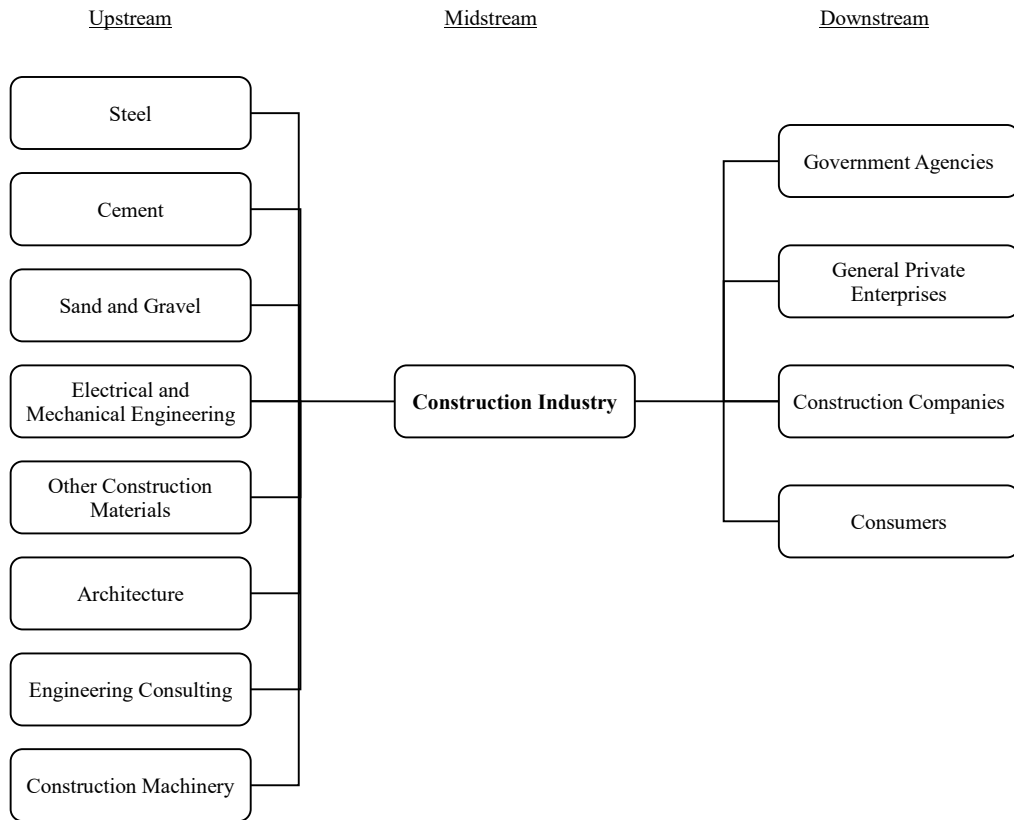 Upstream
Midstream
Downstream
Steel
Cement
Sand and Gravel
Electrical and
Mechanical Engineering
Other Construction
Materials
Architecture
Engineering Consulting
Construction Machinery
Construction Industry
Government Agencies
General Private
Enterprises
Construction Companies
Consumers